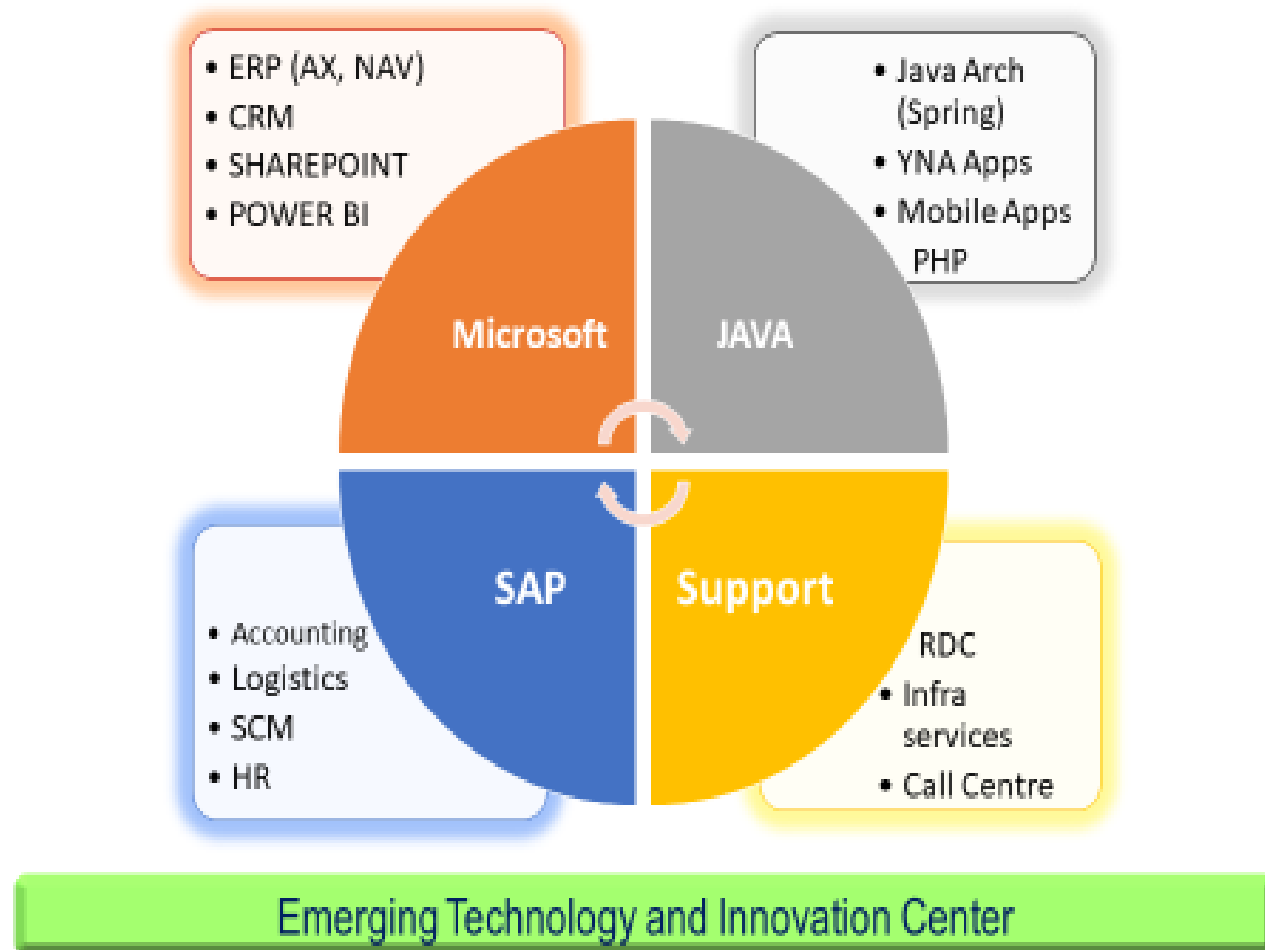 • ERP (AX, NAV)
• CRM
• SHAREPOINT
• POWER BI
• Java Arch
(Spring)
• YNA Apps
• Mobile Apps
PHP
Microsoft
JAVA
SAP
Support
• Accounting
• Logistics
• SCM
• HR
RDC
• Infra
services
• Call Centre
Emerging Technology and Innovation Center